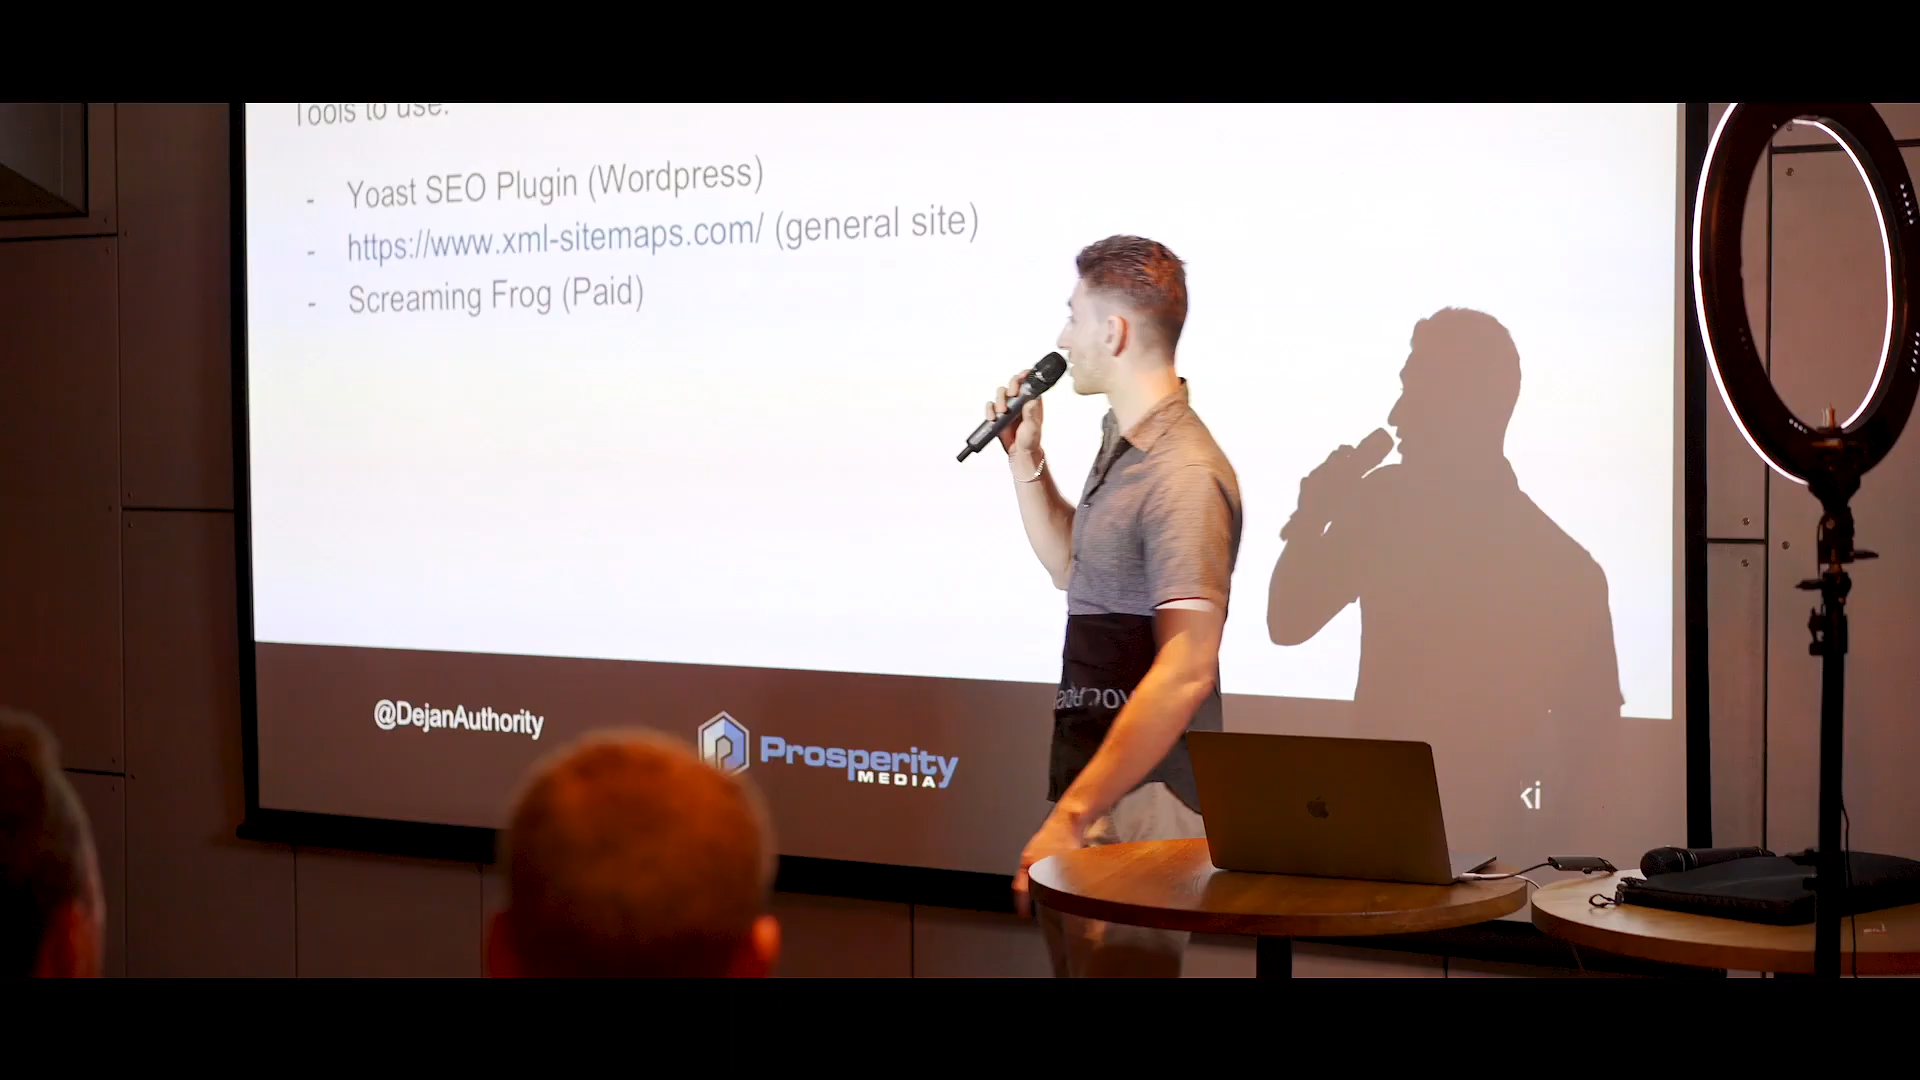 Tools to use:
- Yoast SEO Plugin (Wordpress)
- https://www.xml-sitemaps.com/ (general site)
- Screaming Frog (Paid)
@DejanAuthority
Prosperity
MEDIA
ki